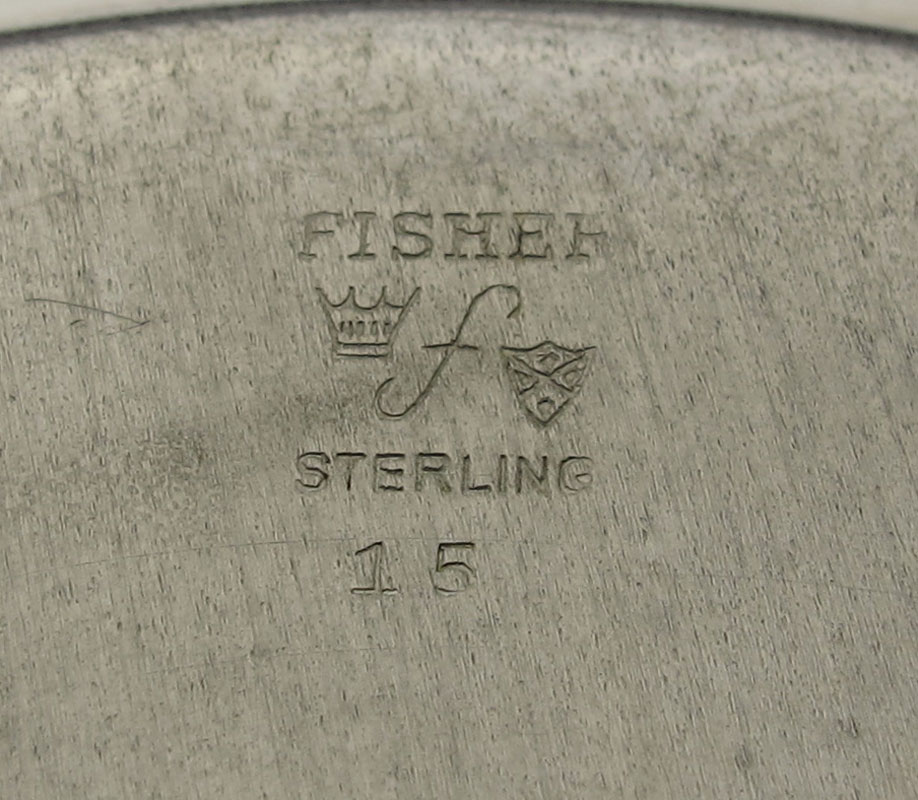 FISHER
f
STERLING
15